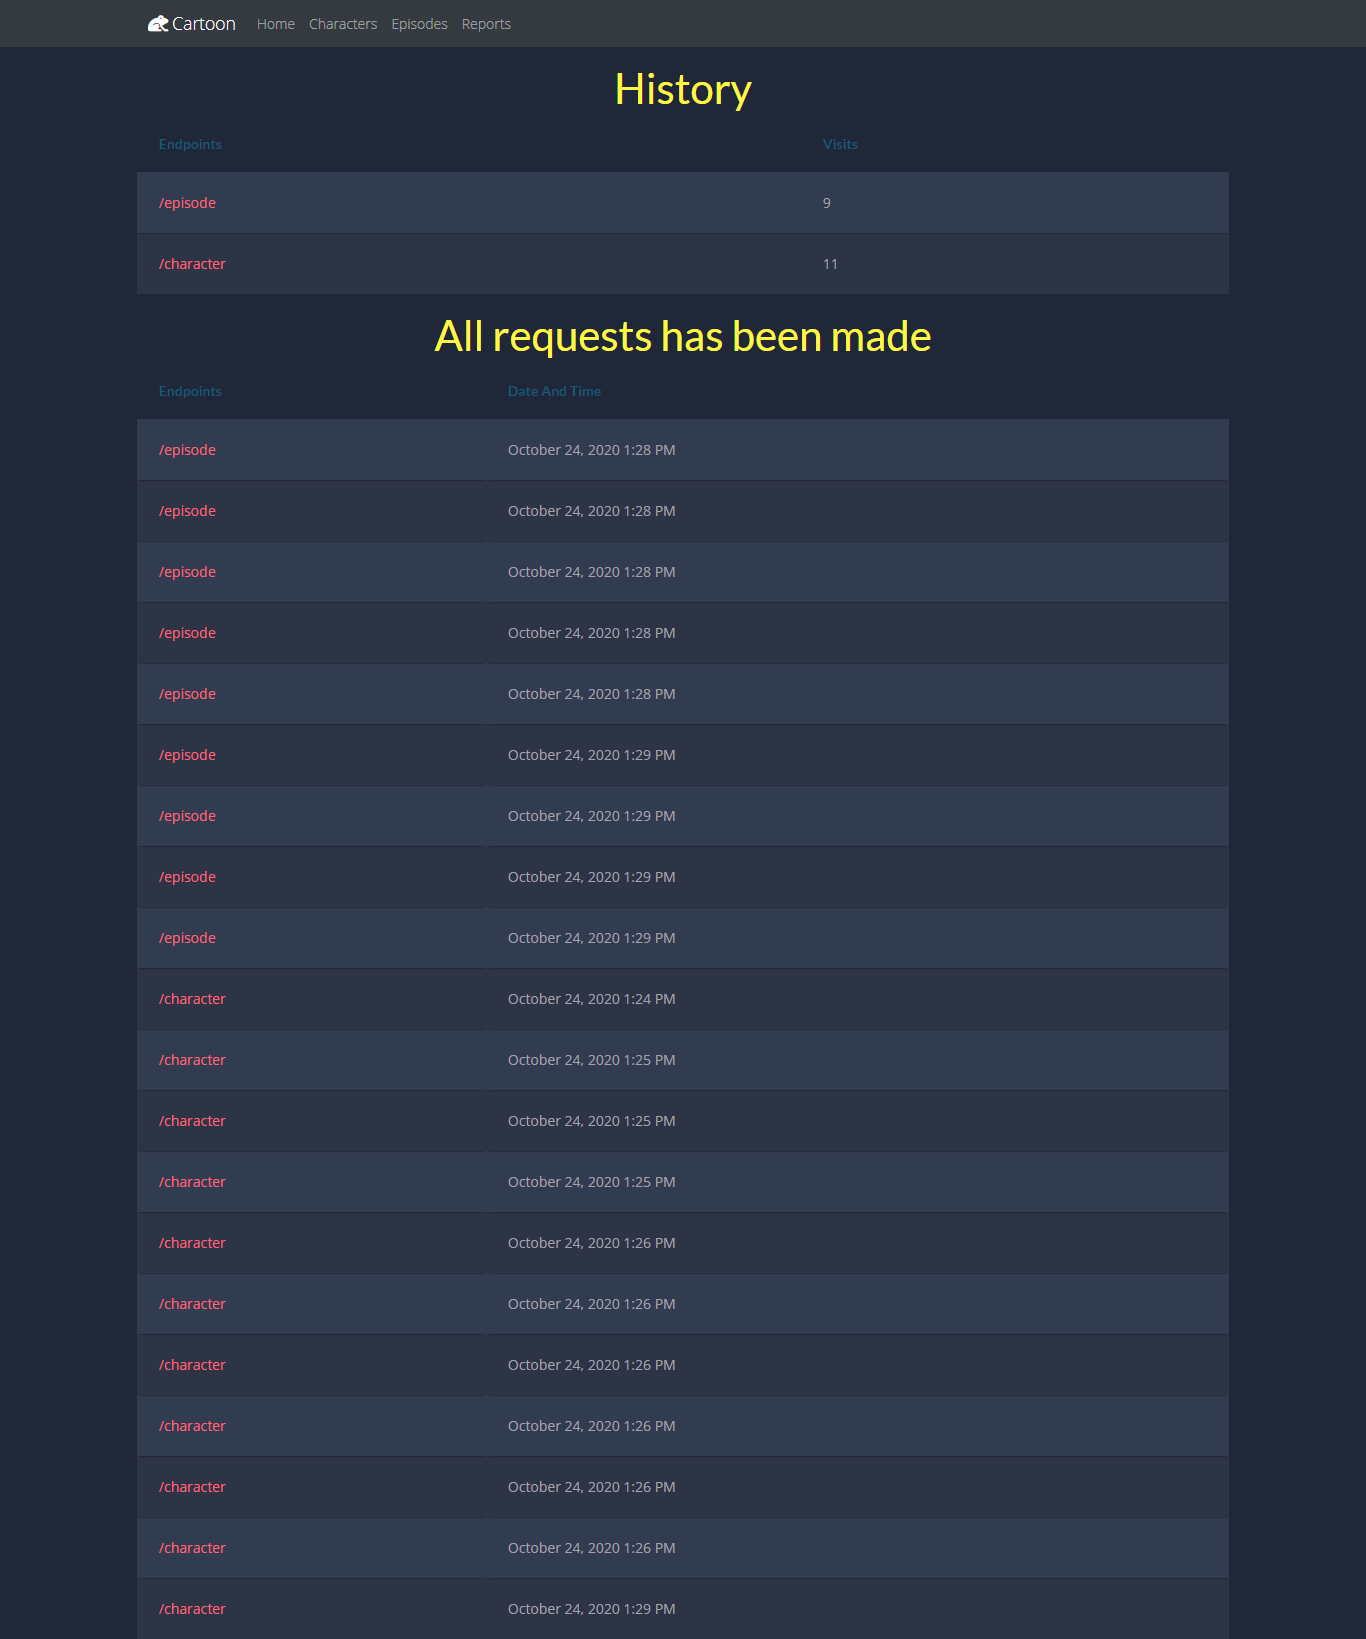 Cartoon Home Characters Episodes Reports
History
Endpoints Visits
/episode 9
/character 11
All requests has been made
Endpoints Date And Time
/episode October 24, 2020 1:28 PM
/episode October 24, 2020 1:28 PM
/episode October 24, 2020 1:28 PM
/episode October 24, 2020 1:28 PM
/episode October 24, 2020 1:28 PM
/episode October 24, 2020 1:29 PM
/episode October 24, 2020 1:29 PM
/episode October 24, 2020 1:29 PM
/episode October 24, 2020 1:29 PM
/character October 24, 2020 1:24 PM
/character October 24, 2020 1:25 PM
/character October 24, 2020 1:25 PM
/character October 24, 2020 1:25 PM
/character October 24, 2020 1:26 PM
/character October 24, 2020 1:26 PM
/character October 24, 2020 1:26 PM
/character October 24, 2020 1:26 PM
/character October 24, 2020 1:26 PM
/character October 24, 2020 1:26 PM
/character October 24, 2020 1:29 PM